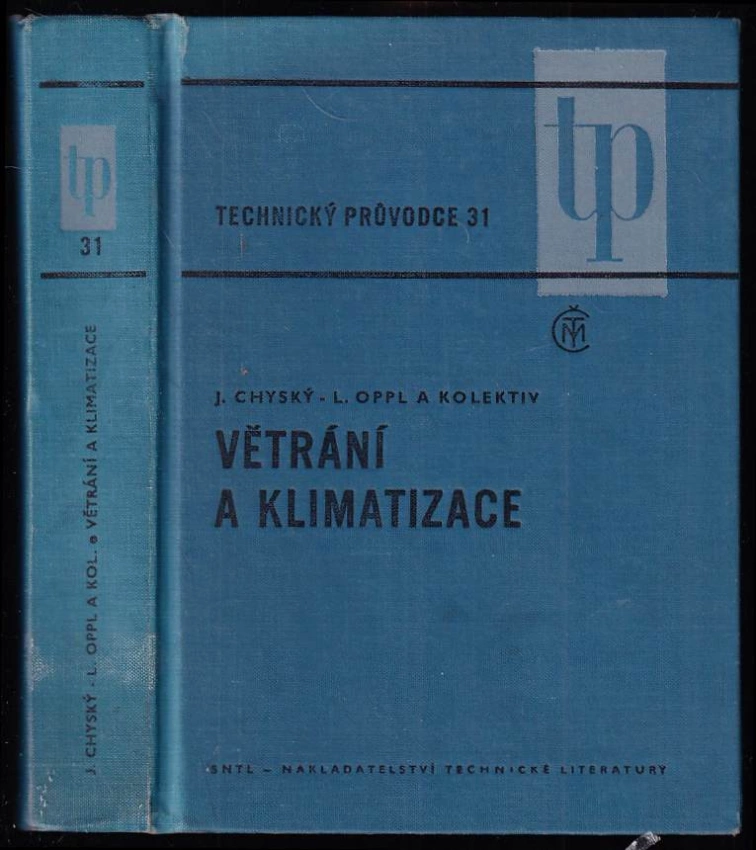 tp
31
J. CHYSKÝ - L. OPPL A KOL. • VĚTRÁNÍ A KLIMATIZACE
tp
TECHNICKÝ PRŮVODCE 31
ČTM
J. CHYSKÝ - L. OPPL A KOLEKTIV
VĚTRÁNÍ
A KLIMATIZACE
SNTL – NAKLADATELSTVÍ TECHNICKÉ LITERATURY